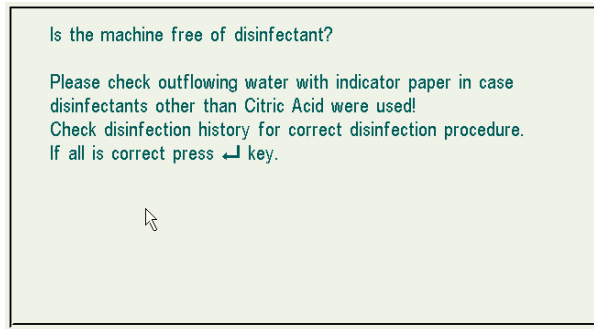 Is the machine free of disinfectant?
Please check outflowing water with indicator paper in case
disinfectants other than Citric Acid were used!
Check disinfection history for correct disinfection procedure.
If all is correct press ↵ key.